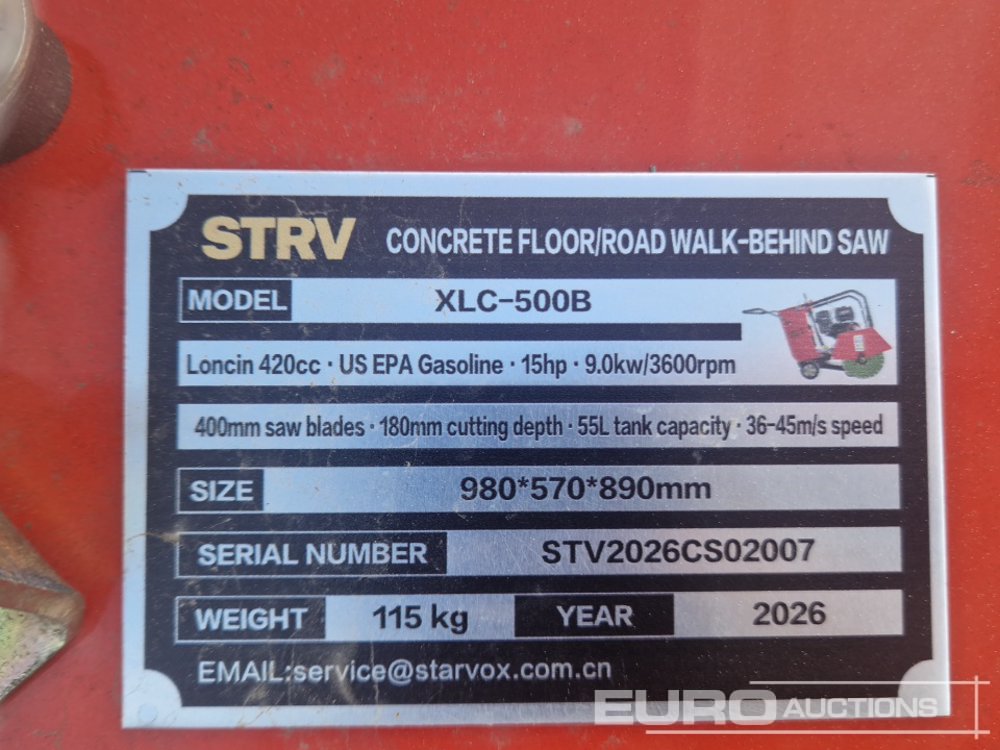 STRV CONCRETE FLOOR/ROAD WALK-BEHIND SAW
MODEL XLC-500B
Loncin 420cc · US EPA Gasoline · 15hp · 9.0kw/3600rpm
400mm saw blades · 180mm cutting depth · 55L tank capacity · 36-45m/s speed
SIZE 980*570*890mm
SERIAL NUMBER STV2026CS02007
WEIGHT 115 kg YEAR 2026
EMAIL:service@starvox.com.cn
EURO AUCTIONS